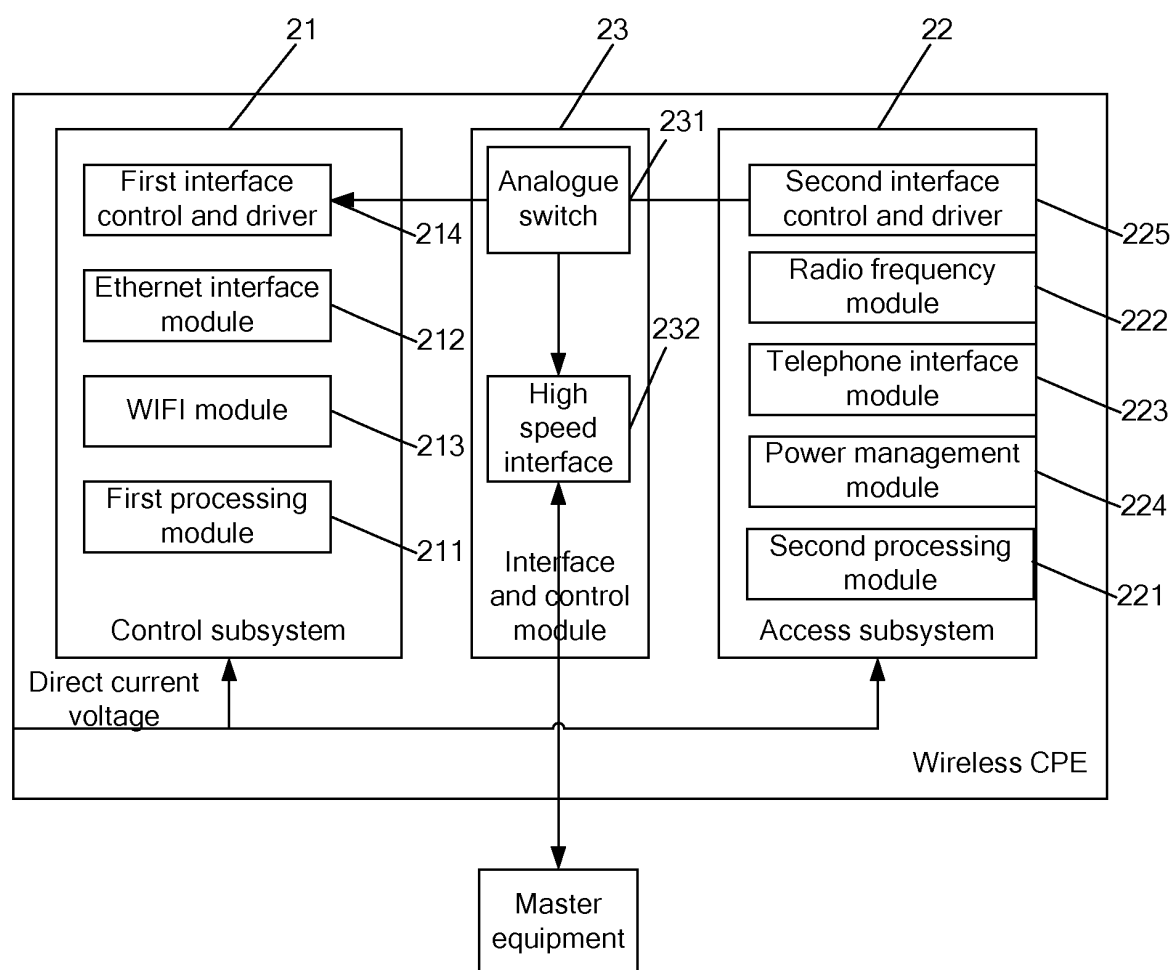 21
23
22
231
First interface
control and driver
Analogue
switch
Second interface
control and driver
214
225
Ethernet interface
module
Radio frequency
module
212
222
232
WIFI module
High
speed
interface
Telephone interface
module
213
223
First processing
module
Power management
module
211
224
Interface
and control
module
Second processing
module
221
Control subsystem
Access subsystem
Direct current
voltage
Wireless CPE
Master
equipment